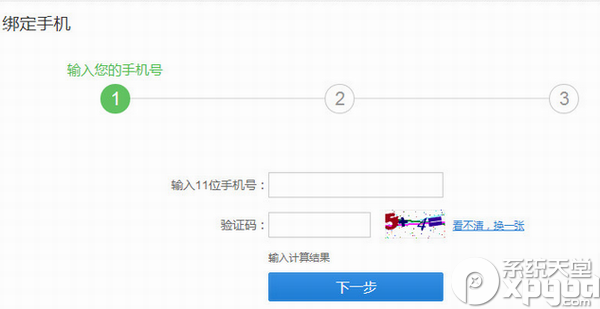 绑定手机
输入您的手机号
1 2 3
输入11位手机号：
验证码： 5+4= 看不清，换一张
输入计算结果
下一步
系统天堂
xpgod